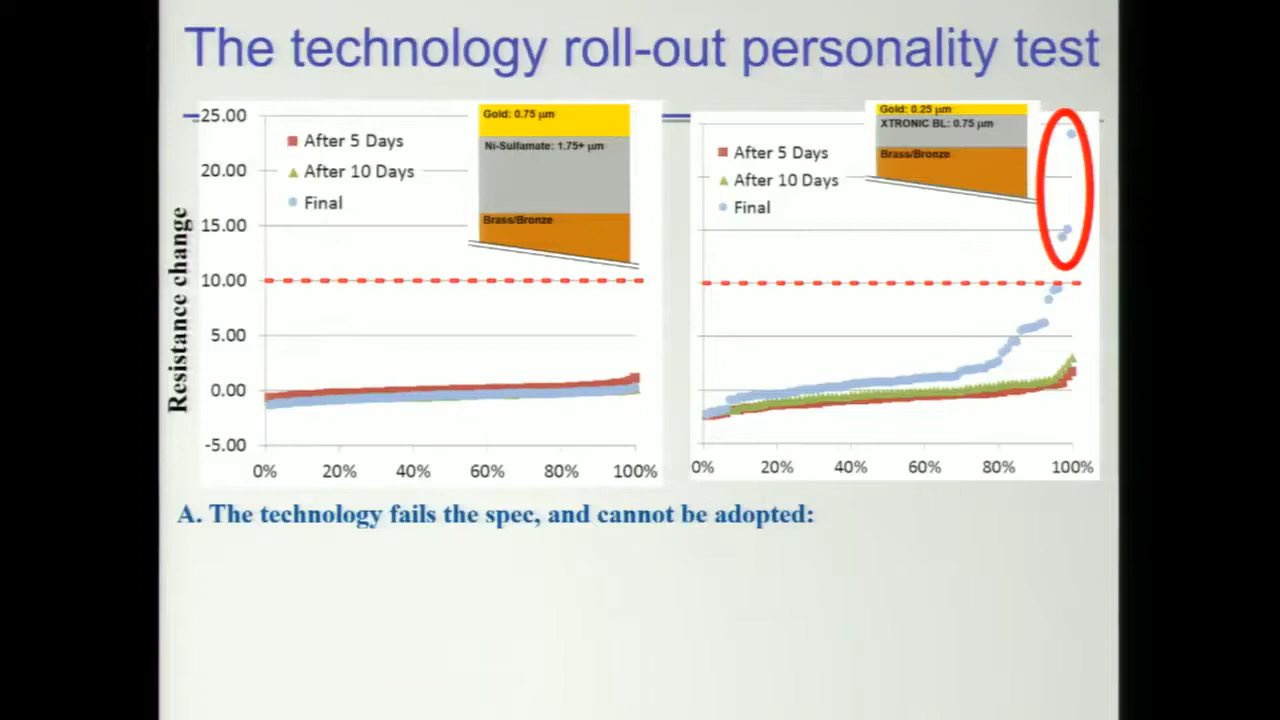 The technology roll-out personality test
25.00
20.00
15.00
10.00
5.00
0.00
-5.00
Resistance change
After 5 Days
After 10 Days
Final
Gold: 0.75 µm
Ni-Sulfamate: 1.75+ µm
Brass/Bronze
0% 20% 40% 60% 80% 100%
After 5 Days
After 10 Days
Final
Gold: 0.25 µm
XTRONIC BL: 0.75 µm
Brass/Bronze
0% 20% 40% 60% 80% 100%
A. The technology fails the spec, and cannot be adopted: